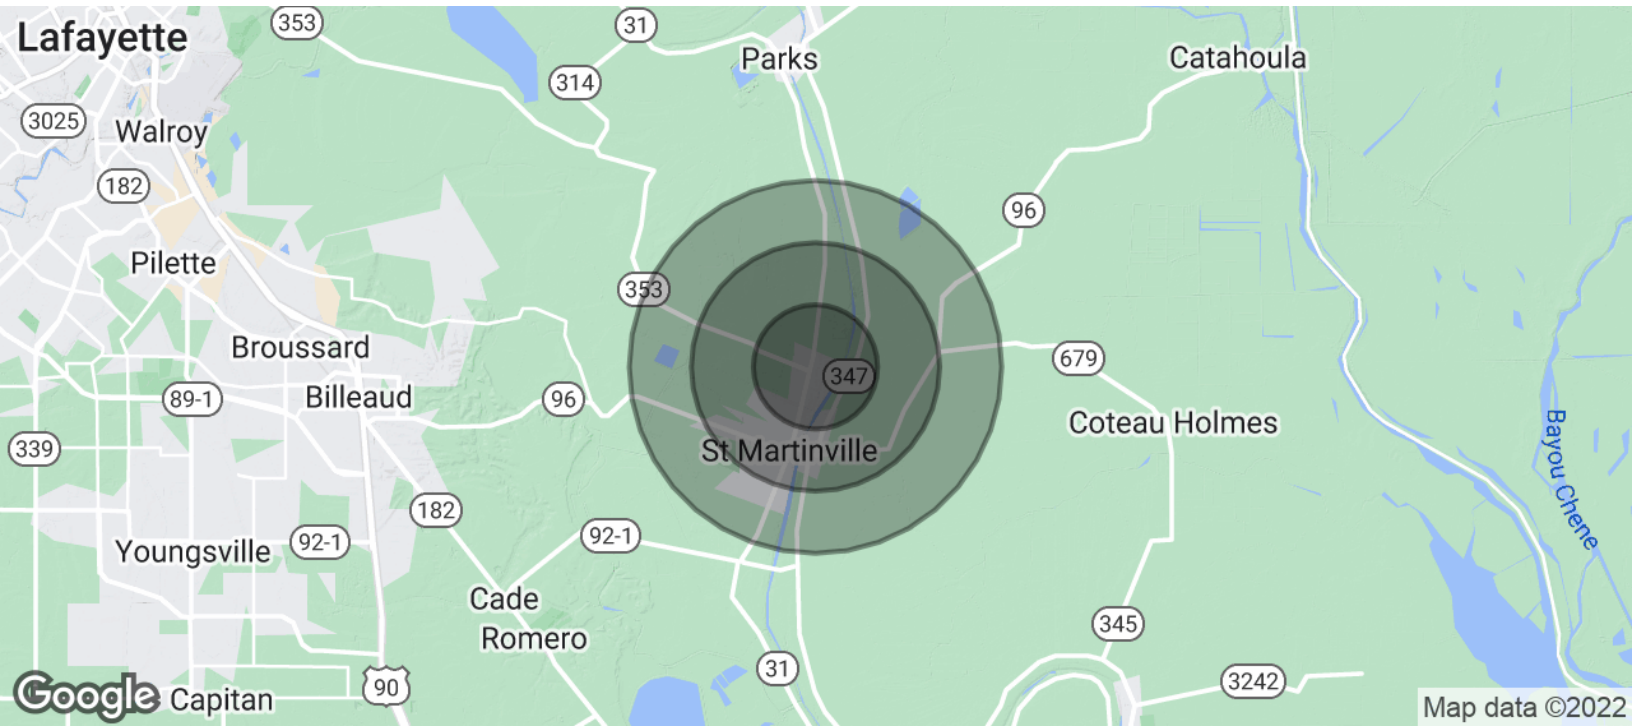 Lafayette
353
31
Parks
Catahoula
314
3025
Walroy
182
96
Pilette
353
Broussard
679
347
Billeaud
89-1
96
Coteau Holmes
339
St Martinville
Bayou Chene
182
92-1
92-1
Youngsville
Cade
345
Romero
31
3242
90
Google
Capitan
Map data ©2022